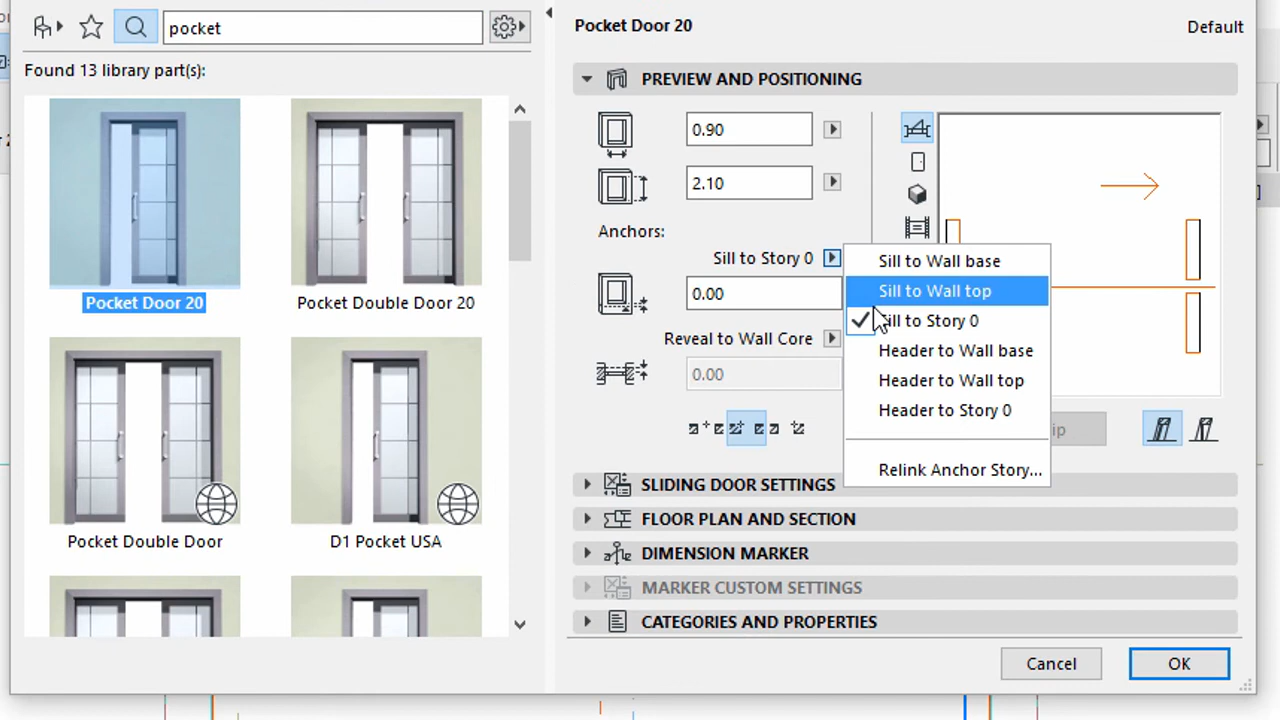 pocket
Found 13 library part(s):
Pocket Door 20
Pocket Double Door 20
Pocket Double Door
D1 Pocket USA
Pocket Door 20
Default
PREVIEW AND POSITIONING
0.90
2.10
Anchors:
Sill to Story 0
0.00
Reveal to Wall Core
0.00
Sill to Wall base
Sill to Wall top
Sill to Story 0
Header to Wall base
Header to Wall top
Header to Story 0
Relink Anchor Story...
SLIDING DOOR SETTINGS
FLOOR PLAN AND SECTION
DIMENSION MARKER
MARKER CUSTOM SETTINGS
CATEGORIES AND PROPERTIES
Cancel
OK